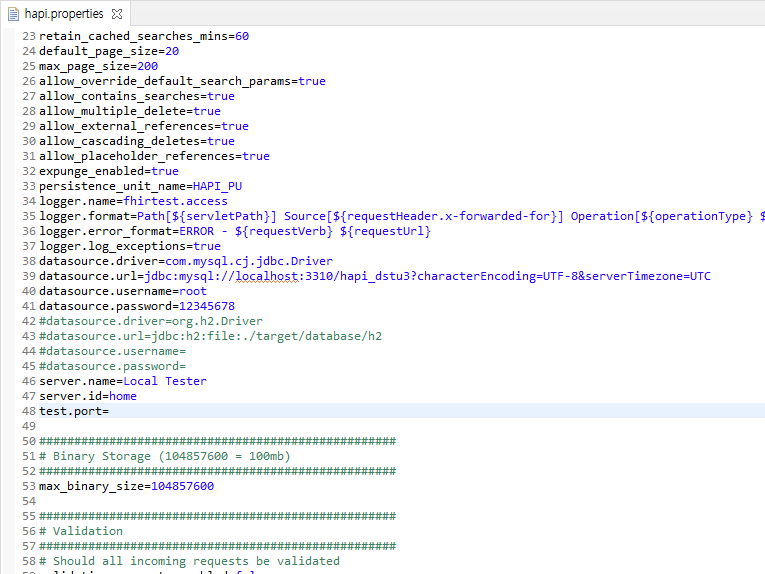 hapi.properties
23 retain_cached_searches_mins=60
24 default_page_size=20
25 max_page_size=200
26 allow_override_default_search_params=true
27 allow_contains_searches=true
28 allow_multiple_delete=true
29 allow_external_references=true
30 allow_cascading_deletes=true
31 allow_placeholder_references=true
32 expunge_enabled=true
33 persistence_unit_name=HAPI_PU
34 logger.name=fhirtest.access
35 logger.format=Path[${servletPath}] Source[${requestHeader.x-forwarded-for}] Operation[${operationType} $
36 logger.error_format=ERROR - ${requestVerb} ${requestUrl}
37 logger.log_exceptions=true
38 datasource.driver=com.mysql.cj.jdbc.Driver
39 datasource.url=jdbc:mysql://localhost:3310/hapi_dstu3?characterEncoding=UTF-8&serverTimezone=UTC
40 datasource.username=root
41 datasource.password=12345678
42 #datasource.driver=org.h2.Driver
43 #datasource.url=jdbc:h2:file:./target/database/h2
44 #datasource.username=
45 #datasource.password=
46 server.name=Local Tester
47 server.id=home
48 test.port=
49
50 ###################################################
51 # Binary Storage (104857600 = 100mb)
52 ###################################################
53 max_binary_size=104857600
54
55 ###################################################
56 # Validation
57 ###################################################
58 # Should all incoming requests be validated